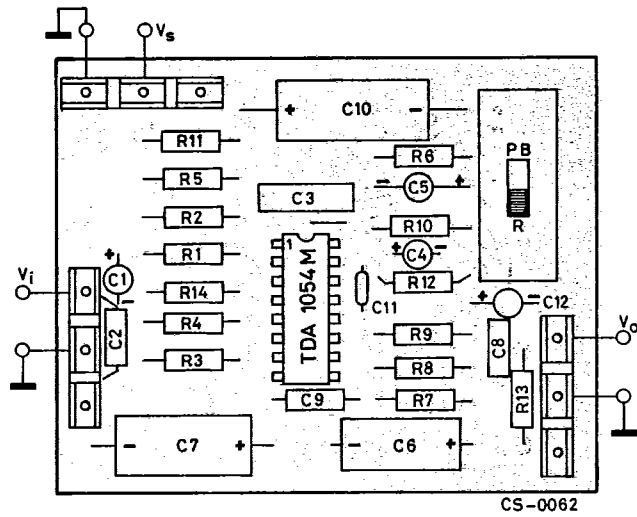 Vs
+ C10 -
R11
R6
PB
R5
- C5 +
C3
R2
R10
R
R1
1
+ C4 -
+
C1
-
Vi
R14
TDA 1054M
R12
C11
+ - C12
Vo
C2
R4
R9
C8
R3
R8
R13
C9
R7
- C7 +
- C6 +
CS-0062